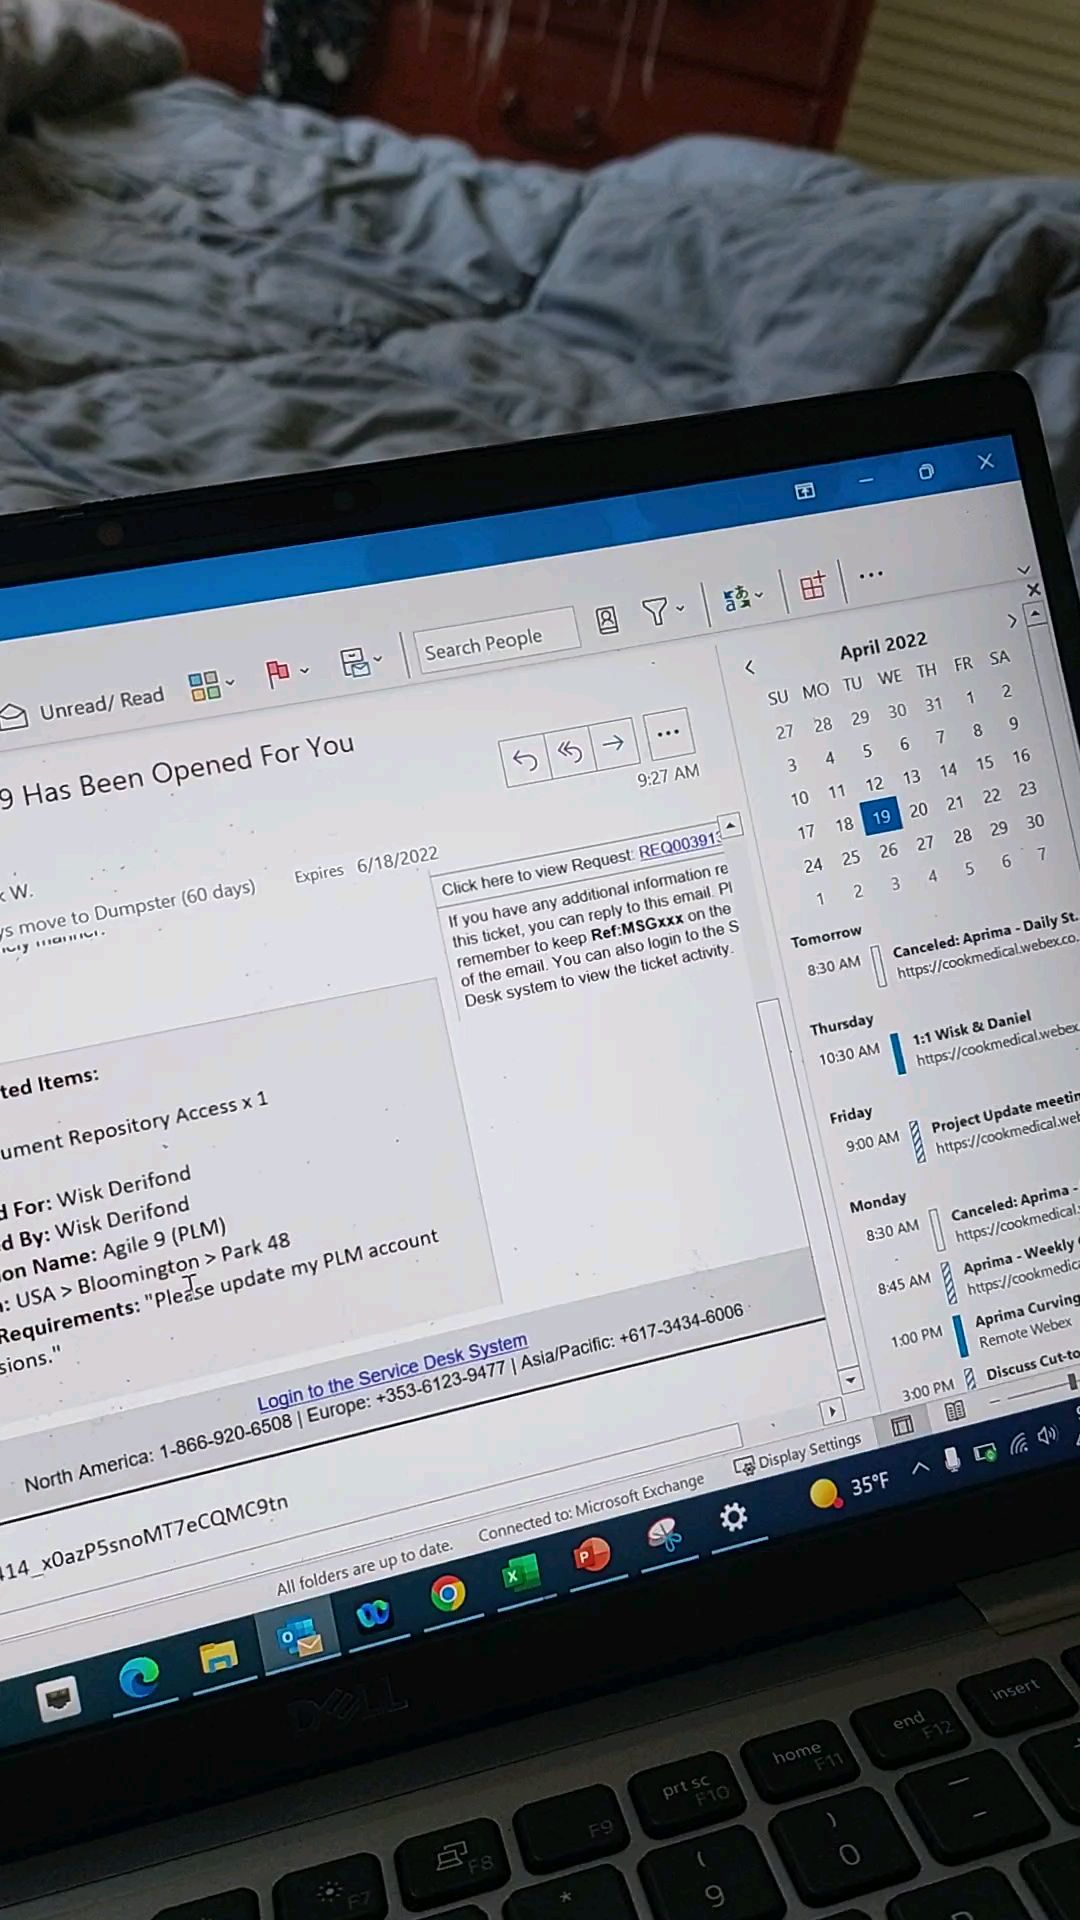 Unread/ Read
Search People
9 Has Been Opened For You
9:27 AM
W.
move to Dumpster (60 days)
Expires 6/18/2022
Click here to view Request: REQ003913
If you have any additional information re
this ticket, you can reply to this email. Pl
remember to keep Ref:MSGxxx on the
of the email. You can also login to the S
Desk system to view the ticket activity.
ted Items:
ument Repository Access x 1
d For: Wisk Derifond
d By: Wisk Derifond
on Name: Agile 9 (PLM)
n: USA > Bloomington > Park 48
Requirements: "Please update my PLM account
sions."
Login to the Service Desk System
North America: 1-866-920-6508 | Europe: +353-6123-9477 | Asia/Pacific: +617-3434-6006
414_x0azP5snoMT7eCQMC9tn
All folders are up to date.
Connected to: Microsoft Exchange
Display Settings
April 2022
SU MO TU WE TH FR SA
27 28 29 30 31 1 2
3 4 5 6 7 8 9
10 11 12 13 14 15 16
17 18 19 20 21 22 23
24 25 26 27 28 29 30
1 2 3 4 5 6 7
Tomorrow
8:30 AM
Canceled: Aprima - Daily St.
https://cookmedical.webex.co
Thursday
10:30 AM
1:1 Wisk & Daniel
https://cookmedical.webex
Friday
9:00 AM
Project Update meetin
https://cookmedical.web
Monday
8:30 AM
Canceled: Aprima -
https://cookmedical.
8:45 AM
Aprima - Weekly
https://cookmedica
1:00 PM
Aprima Curving
Remote Webex
3:00 PM
Discuss Cut-to
35°F
DELL
F7
F8
F9
prt sc
F10
home
F11
end
F12
insert
*
(
9
)
0